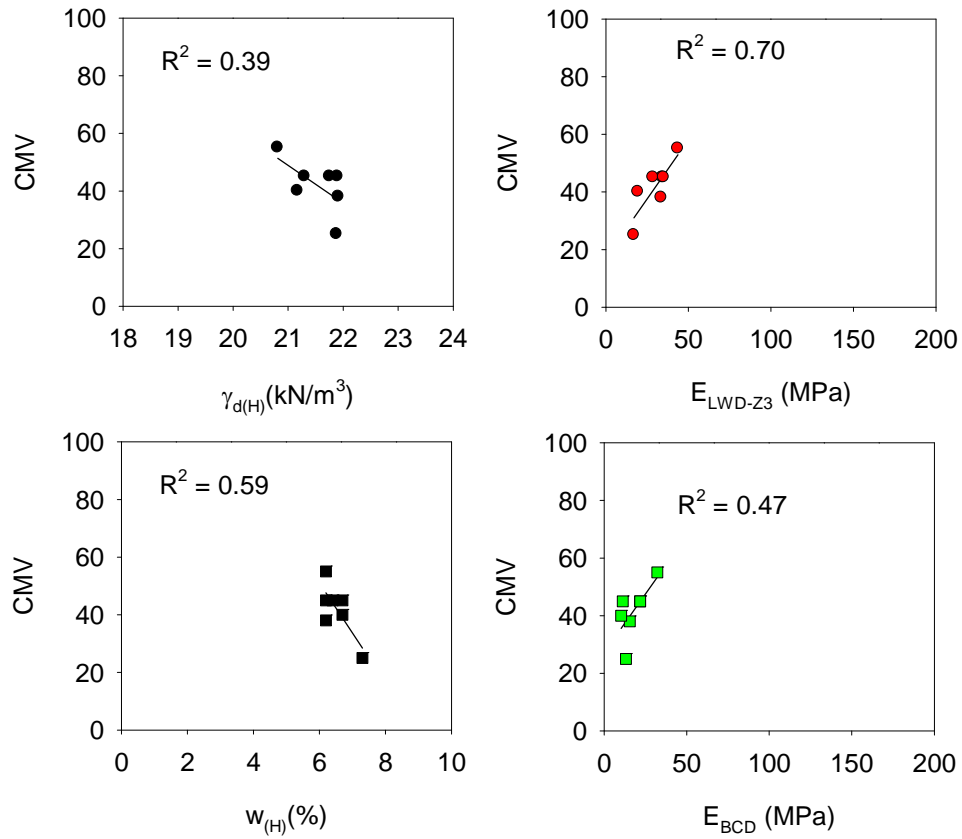 100
80
60
40
20
0
CMV
R² = 0.39
18 19 20 21 22 23 24
γd(H)(kN/m³)
100
80
60
40
20
0
CMV
R² = 0.70
0 50 100 150 200
ELWD-Z3 (MPa)
100
80
60
40
20
0
CMV
R² = 0.59
0 2 4 6 8 10
w(H)(%)
100
80
60
40
20
0
CMV
R² = 0.47
0 50 100 150 200
EBCD (MPa)